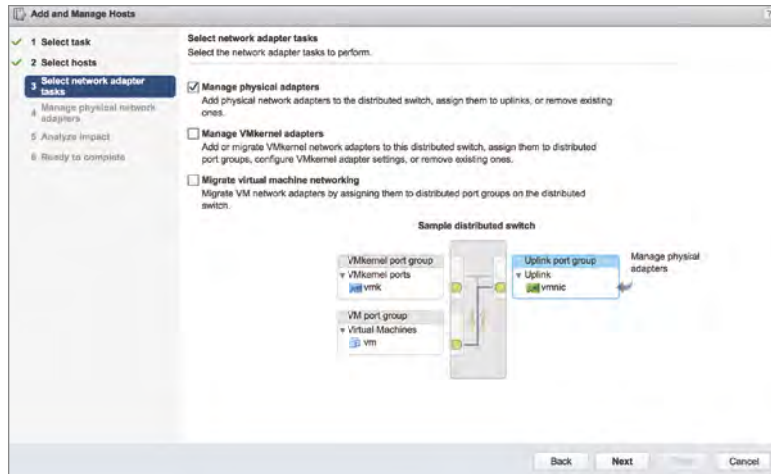 Add and Manage Hosts
?
1 Select task
2 Select hosts
3 Select network adapter
tasks
4 Manage physical network
adapters
5 Analyze impact
6 Ready to complete
Select network adapter tasks
Select the network adapter tasks to perform.
Manage physical adapters
Add physical network adapters to the distributed switch, assign them to uplinks, or remove existing
ones.
Manage VMkernel adapters
Add or migrate VMkernel network adapters to this distributed switch, assign them to distributed
port groups, configure VMkernel adapter settings, or remove existing ones.
Migrate virtual machine networking
Migrate VM network adapters by assigning them to distributed port groups on the distributed
switch.
Sample distributed switch
VMkernel port group
VMkernel ports
vmk
VM port group
Virtual Machines
vm
Uplink port group
Uplink
vmnic
Manage physical
adapters
Back Next Cancel